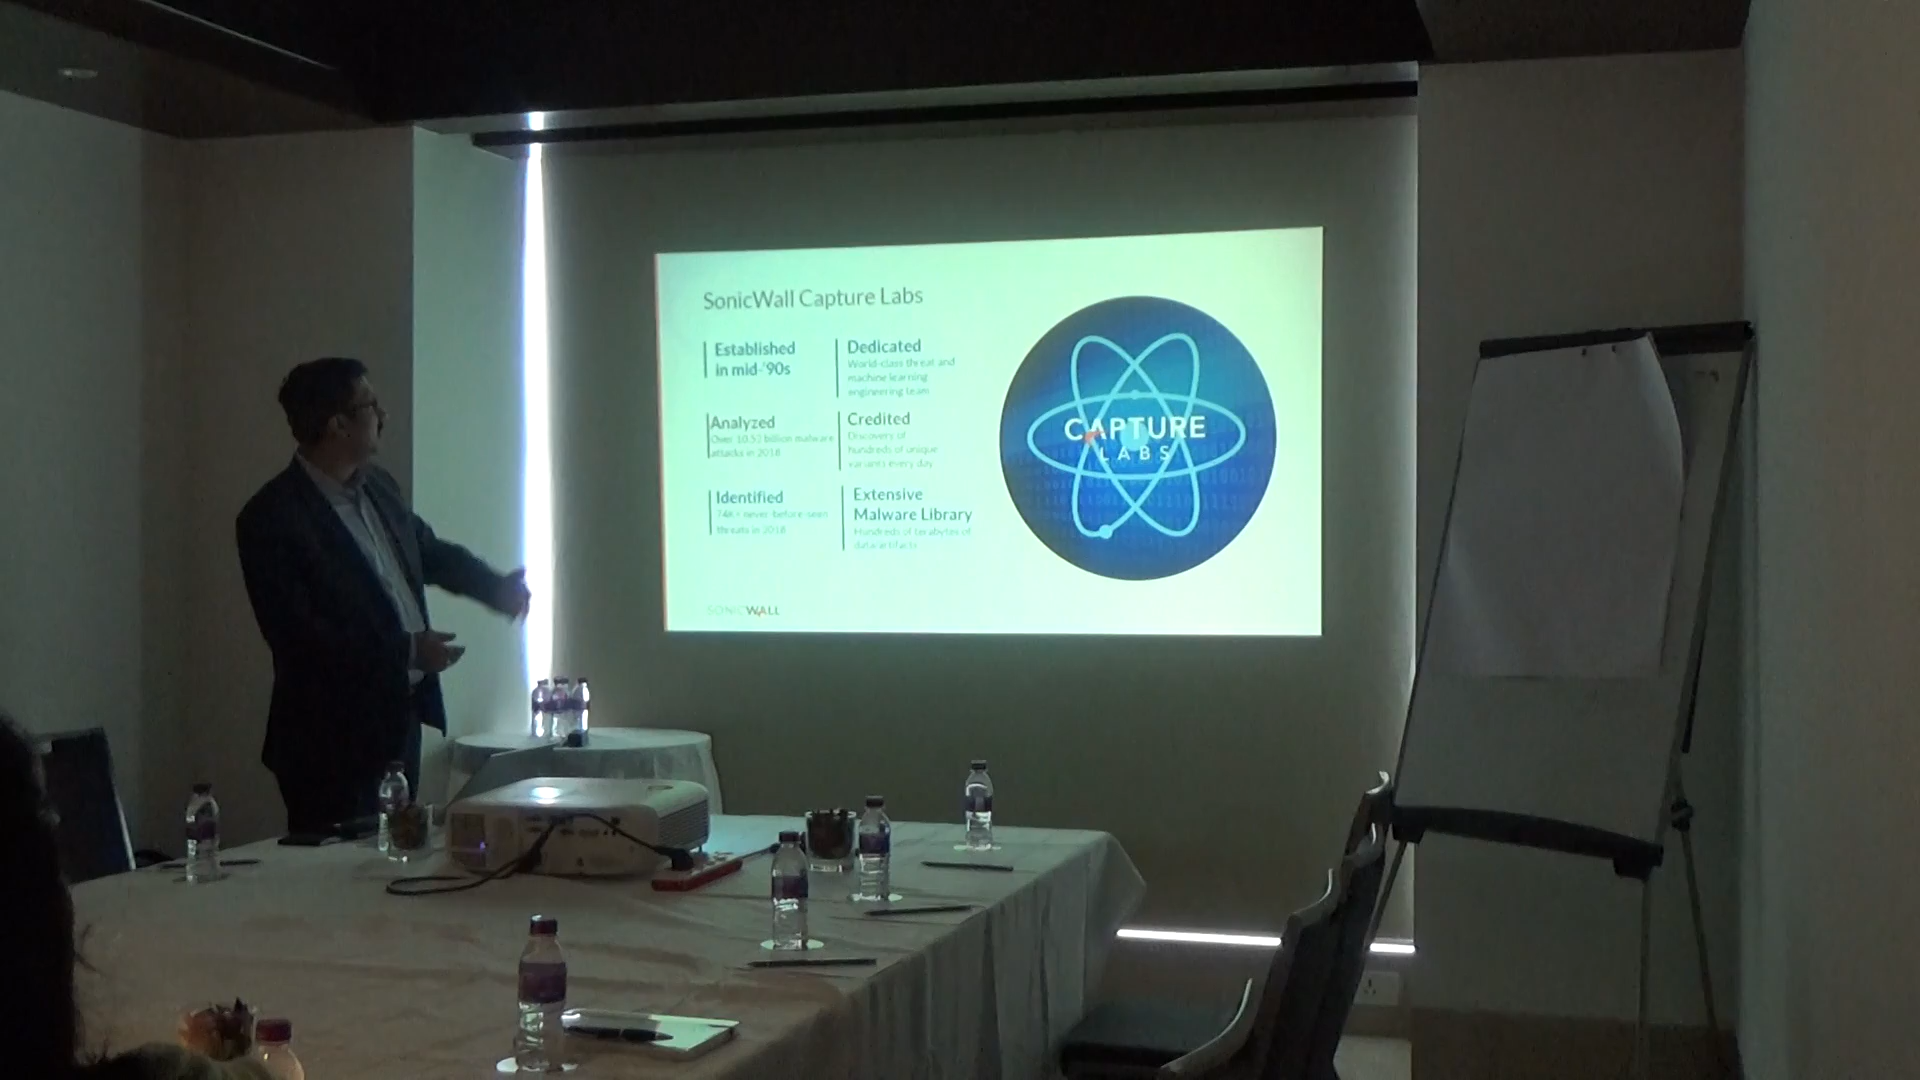 SonicWall Capture Labs
Established
in mid-'90s
Dedicated
World-class threat and
machine learning
engineering team
Analyzed
Over 10.52 billion malware
attacks in 2018
Credited
Discovery of
hundreds of unique
variants every day
Identified
74K+ never-before-seen
threats in 2018
Extensive
Malware Library
Hundreds of terabytes of
data artifacts
CAPTURE
LABS
SONICWALL